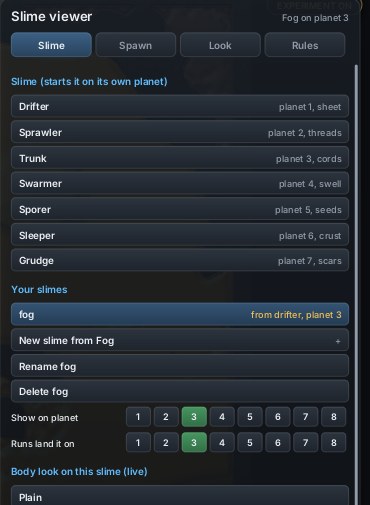 EXPERIMENT ON
Slime viewer Fog on planet 3
Slime Spawn Look Rules
Slime (starts it on its own planet)
Drifter planet 1, sheet
Sprawler planet 2, threads
Trunk planet 3, cords
Swarmer planet 4, swell
Sporer planet 5, seeds
Sleeper planet 6, crust
Grudge planet 7, scars
Your slimes
fog from drifter, planet 3
New slime from Fog +
Rename fog
Delete fog
Show on planet 1 2 3 4 5 6 7 8
Runs land it on 1 2 3 4 5 6 7 8
Body look on this slime (live)
Plain